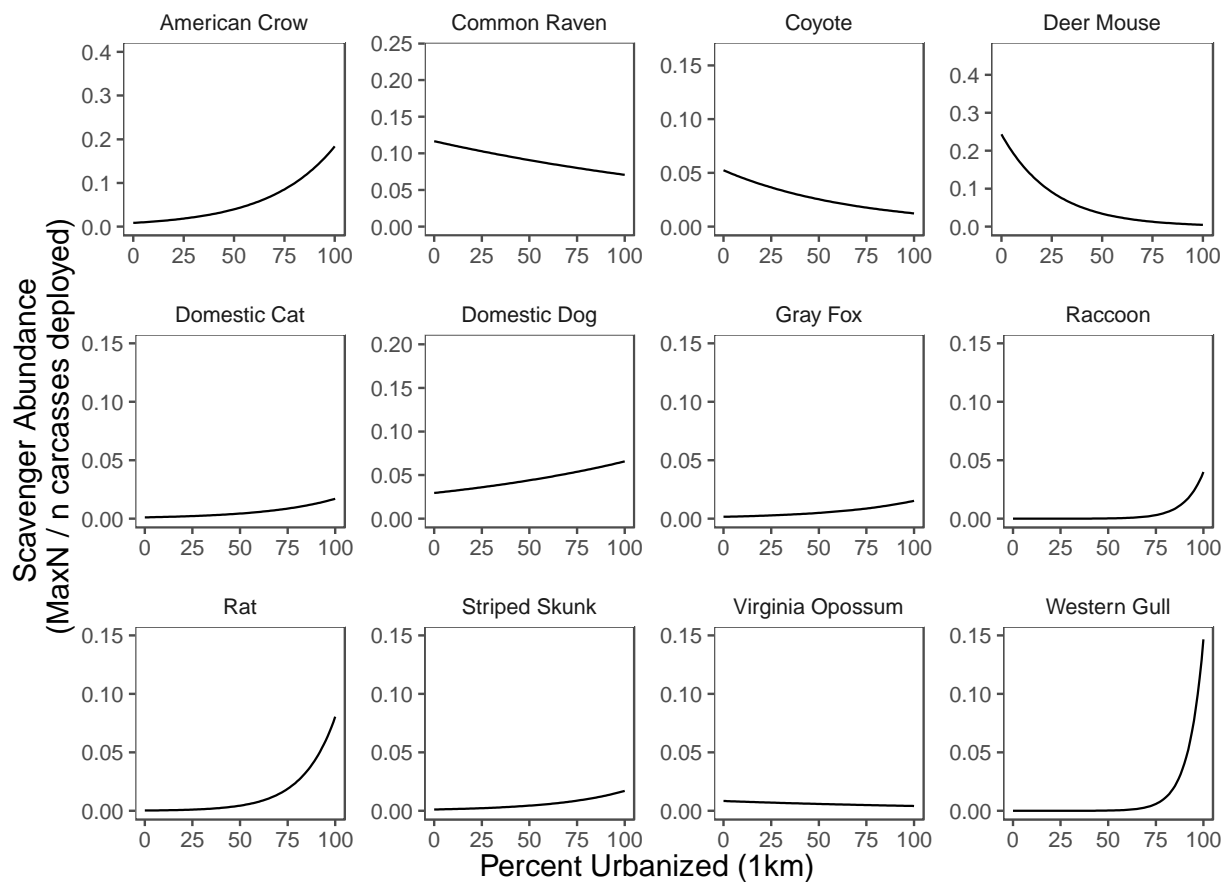 American Crow Common Raven Coyote Deer Mouse
0.4 0.25 0.15 0.4
0.3 0.20 0.10 0.3
0.2 0.15 0.05 0.2
0.1 0.10 0.00 0.1
0.0 0.05 0.0
0.00
0 25 50 75 100 0 25 50 75 100 0 25 50 75 100 0 25 50 75 100
Domestic Cat Domestic Dog Gray Fox Raccoon
0.15 0.20 0.15 0.15
0.10 0.15 0.10 0.10
0.05 0.10 0.05 0.05
0.00 0.05 0.00 0.00
0.00
0 25 50 75 100 0 25 50 75 100 0 25 50 75 100 0 25 50 75 100
Scavenger Abundance
(MaxN / n carcasses deployed)
Rat Striped Skunk Virginia Opossum Western Gull
0.15 0.15 0.15 0.15
0.10 0.10 0.10 0.10
0.05 0.05 0.05 0.05
0.00 0.00 0.00 0.00
0 25 50 75 100 0 25 50 75 100 0 25 50 75 100 0 25 50 75 100
Percent Urbanized (1km)